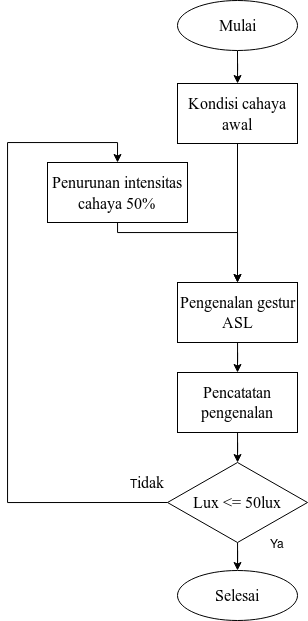 Mulai
Kondisi cahaya
awal
Penurunan intensitas
cahaya 50%
Pengenalan gestur
ASL
Pencatatan
pengenalan
Tidak
Lux <= 50lux
Ya
Selesai